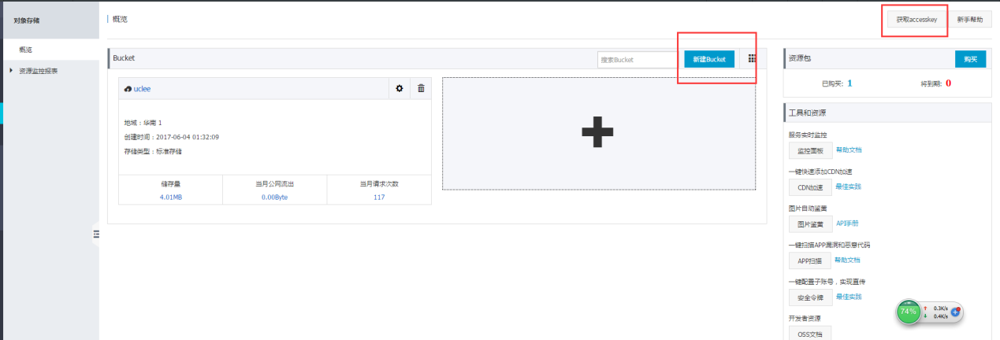 对象存储
概览
资源监控报表
概览
获取accesskey
新手帮助
Bucket
搜索Bucket
新建Bucket
uclee
地域：华南 1
创建时间：2017-06-04 01:32:09
存储类型：标准存储
储存量
当月公网流出
当月请求次数
4.01MB
0.00Byte
117
资源包
购买
已购买: 1
将到期: 0
工具和资源
服务实时监控
监控面板
帮助文档
一键快速添加CDN加速
CDN加速
最佳实践
图片自动鉴黄
图片鉴黄
API手册
一键扫描APP漏洞和恶意代码
APP扫描
帮助文档
一键配置子账号，实现直传
安全令牌
最佳实践
开发者资源
OSS文档
74%
0.3K/s
0.4K/s